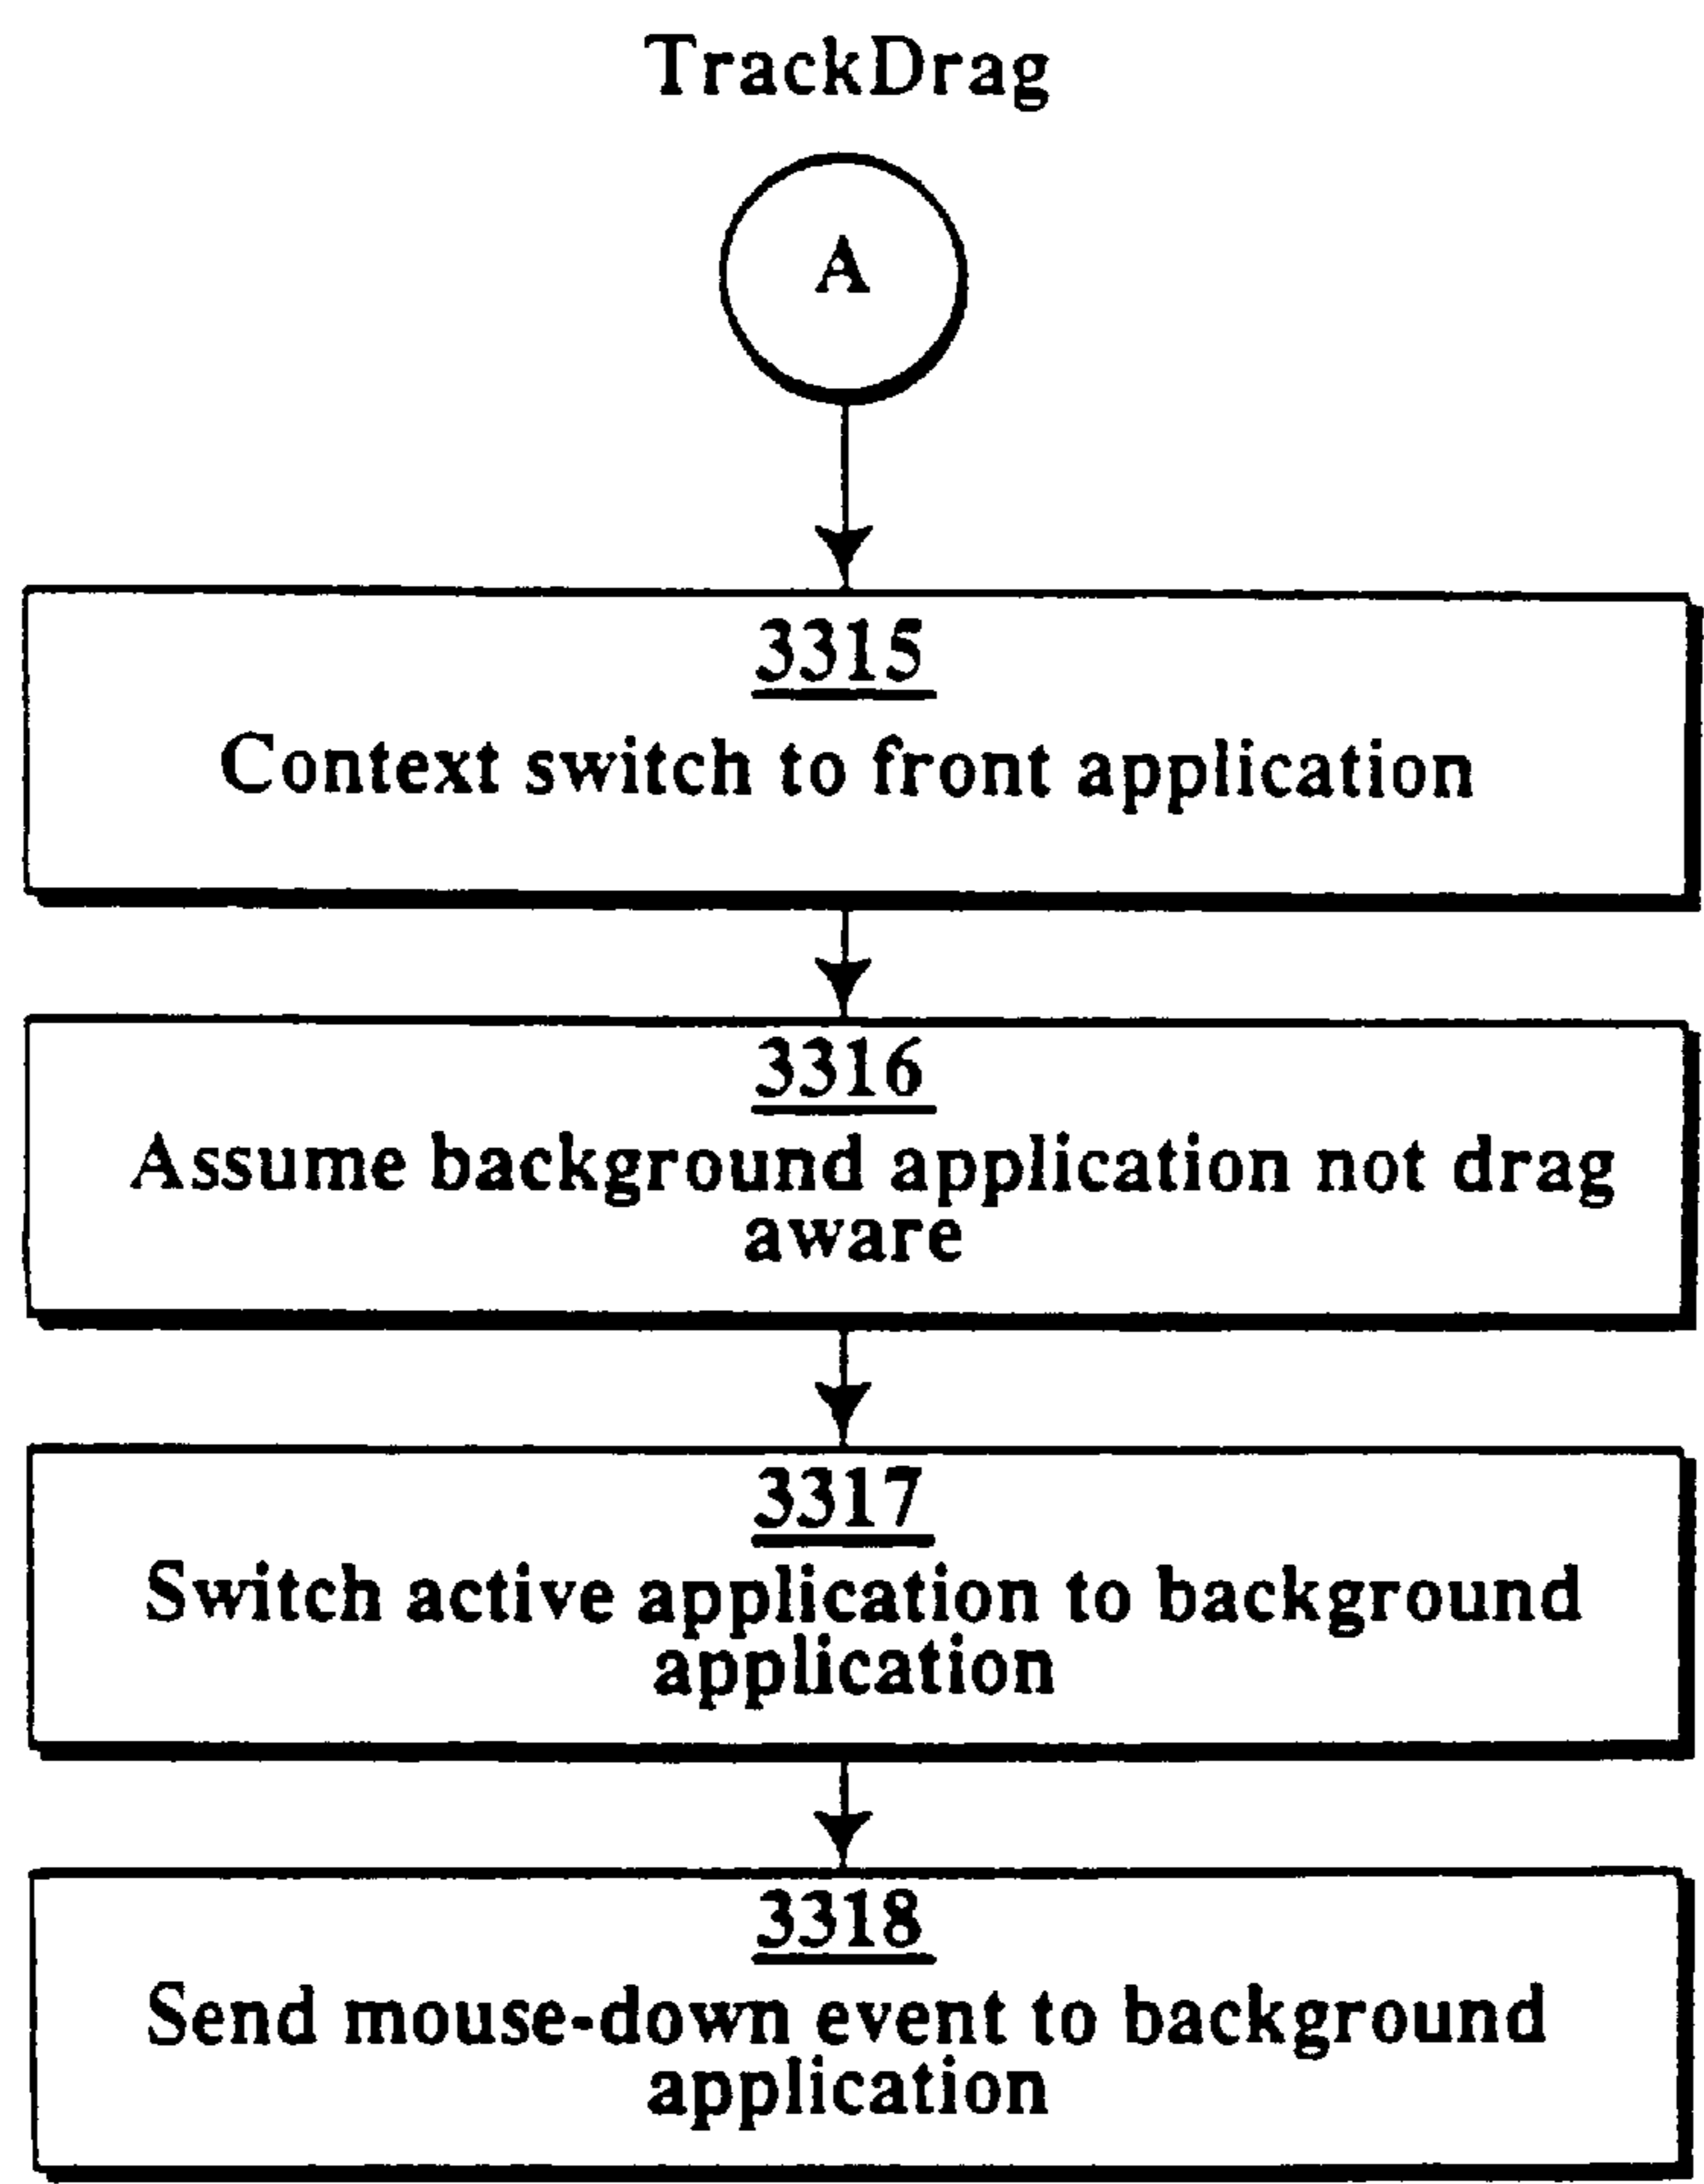 TrackDrag
A
3315
Context switch to front application
3316
Assume background application not drag
aware
3317
Switch active application to background
application
3318
Send mouse-down event to background
application